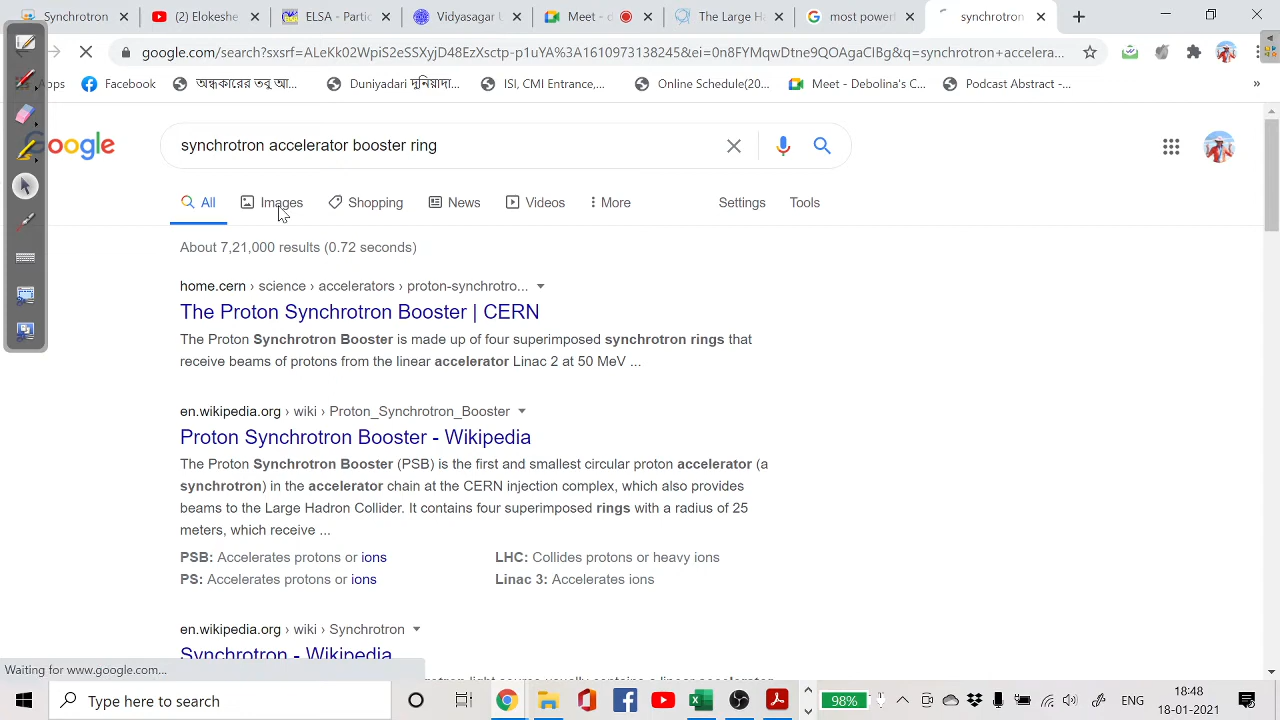 (2) Elokeshe
ELSA - Parti
Vidyasagar U
Meet - d
The Large H
most powerf
synchrotron
google.com/search?sxsrf=ALeKk02WpiS2eSSXyjD48EzXsctp-p1uYA%3A1610973138245&ei=0n8FYMqwDtne9QOAgaCIBg&q=synchrotron+accelera...
Apps
Facebook
অন্ধকারের তবু আ...
Duniyadari দুনিয়াদা...
ISI, CMI Entrance,...
Online Schedule(20...
Meet - Debolina's C...
Podcast Abstract -...
»
Google
synchrotron accelerator booster ring
All
Images
Shopping
News
Videos
More
Settings
Tools
About 7,21,000 results (0.72 seconds)
home.cern › science › accelerators › proton-synchrotro...
The Proton Synchrotron Booster | CERN
The Proton Synchrotron Booster is made up of four superimposed synchrotron rings that
receive beams of protons from the linear accelerator Linac 2 at 50 MeV ...
en.wikipedia.org › wiki › Proton_Synchrotron_Booster
Proton Synchrotron Booster - Wikipedia
The Proton Synchrotron Booster (PSB) is the first and smallest circular proton accelerator (a
synchrotron) in the accelerator chain at the CERN injection complex, which also provides
beams to the Large Hadron Collider. It contains four superimposed rings with a radius of 25
meters, which receive ...
PSB: Accelerates protons or ions
LHC: Collides protons or heavy ions
PS: Accelerates protons or ions
Linac 3: Accelerates ions
en.wikipedia.org › wiki › Synchrotron
Synchrotron - Wikipedia
Waiting for www.google.com...
Type here to search
98%
ENG
18:48
18-01-2021